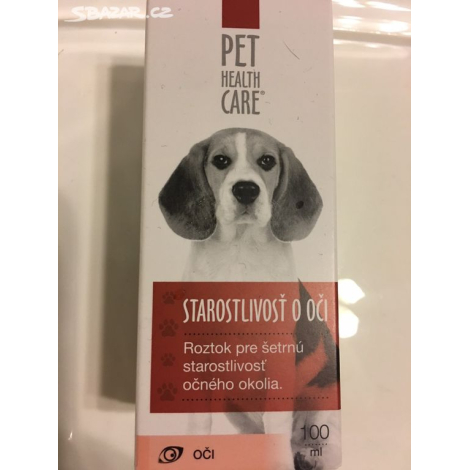 SBAZAR.CZ
PET
HEALTH
CARE®
STAROSTLIVOSŤ O OČI
Roztok pre šetrnú
starostlivosť
očného okolia.
100
ml
OČI